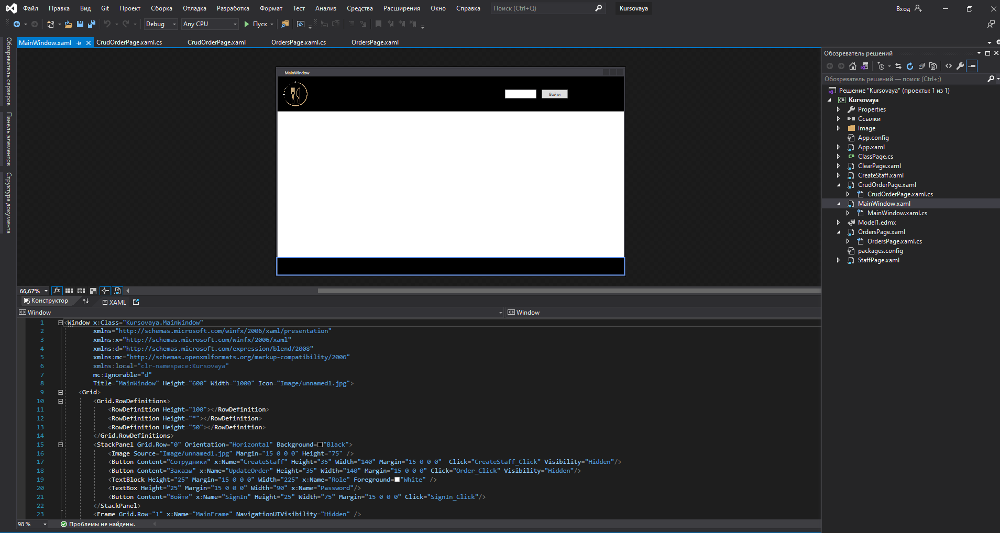 Файл Правка Вид Git Проект Сборка Отладка Разработка Формат Тест Анализ Средства Расширения Окно Справка Поиск (Ctrl+Q) Kursovaya Вход
Debug Any CPU Пуск
MainWindow.xaml CrudOrderPage.xaml.cs CrudOrderPage.xaml OrdersPage.xaml.cs OrdersPage.xaml
Обозреватель серверов
Панель элементов
Структура документа
MainWindow
Войти
66,67% fx
Конструктор XAML
Window Window
1 <Window x:Class="Kursovaya.MainWindow"
2 xmlns="http://schemas.microsoft.com/winfx/2006/xaml/presentation"
3 xmlns:x="http://schemas.microsoft.com/winfx/2006/xaml"
4 xmlns:d="http://schemas.microsoft.com/expression/blend/2008"
5 xmlns:mc="http://schemas.openxmlformats.org/markup-compatibility/2006"
6 xmlns:local="clr-namespace:Kursovaya"
7 mc:Ignorable="d"
8 Title="MainWindow" Height="600" Width="1000" Icon="Image/unnamed1.jpg">
9 <Grid>
10 <Grid.RowDefinitions>
11 <RowDefinition Height="100"></RowDefinition>
12 <RowDefinition Height="*"></RowDefinition>
13 <RowDefinition Height="50"></RowDefinition>
14 </Grid.RowDefinitions>
15 <StackPanel Grid.Row="0" Orientation="Horizontal" Background="Black">
16 <Image Source="Image/unnamed1.jpg" Margin="15 0 0 0" Height="75" />
17 <Button Content="Сотрудники" x:Name="CreateStaff" Height="35" Width="140" Margin="15 0 0 0" Click="CreateStaff_Click" Visibility="Hidden"/>
18 <Button Content="Заказы" x:Name="UpdateOrder" Height="35" Width="140" Margin="15 0 0 0" Click="Order_Click" Visibility="Hidden"/>
19 <TextBlock Height="25" Margin="15 0 0 0" Width="225" x:Name="Role" Foreground="White" />
20 <TextBox Height="25" Margin="15 0 0 0" Width="90" x:Name="Password"/>
21 <Button Content="Войти" x:Name="SignIn" Height="25" Width="75" Margin="15 0 0 0" Click="SignIn_Click"/>
22 </StackPanel>
23 <Frame Grid.Row="1" x:Name="MainFrame" NavigationUIVisibility="Hidden" />
98 % Проблемы не найдены.
Обозреватель решений
Обозреватель решений — поиск (Ctrl+;)
Решение "Kursovaya" (проекты: 1 из 1)
C# Kursovaya
Properties
Ссылки
Image
App.config
App.xaml
C# ClassPage.cs
ClearPage.xaml
CreateStaff.xaml
CrudOrderPage.xaml
CrudOrderPage.xaml.cs
MainWindow.xaml
MainWindow.xaml.cs
Model1.edmx
OrdersPage.xaml
OrdersPage.xaml.cs
packages.config
StaffPage.xaml